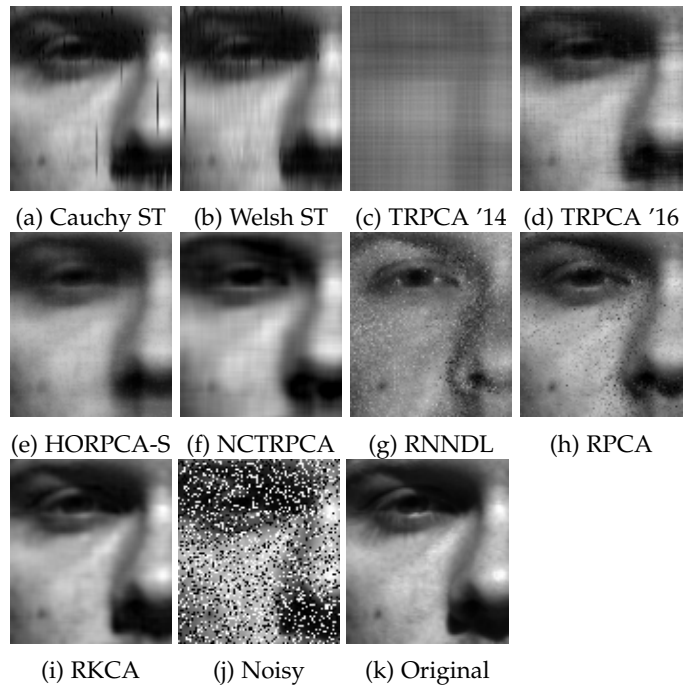 (a) Cauchy ST (b) Welsh ST (c) TRPCA '14 (d) TRPCA '16
(e) HORPCA-S (f) NCTRPCA (g) RNNDL (h) RPCA
(i) RKCA (j) Noisy (k) Original